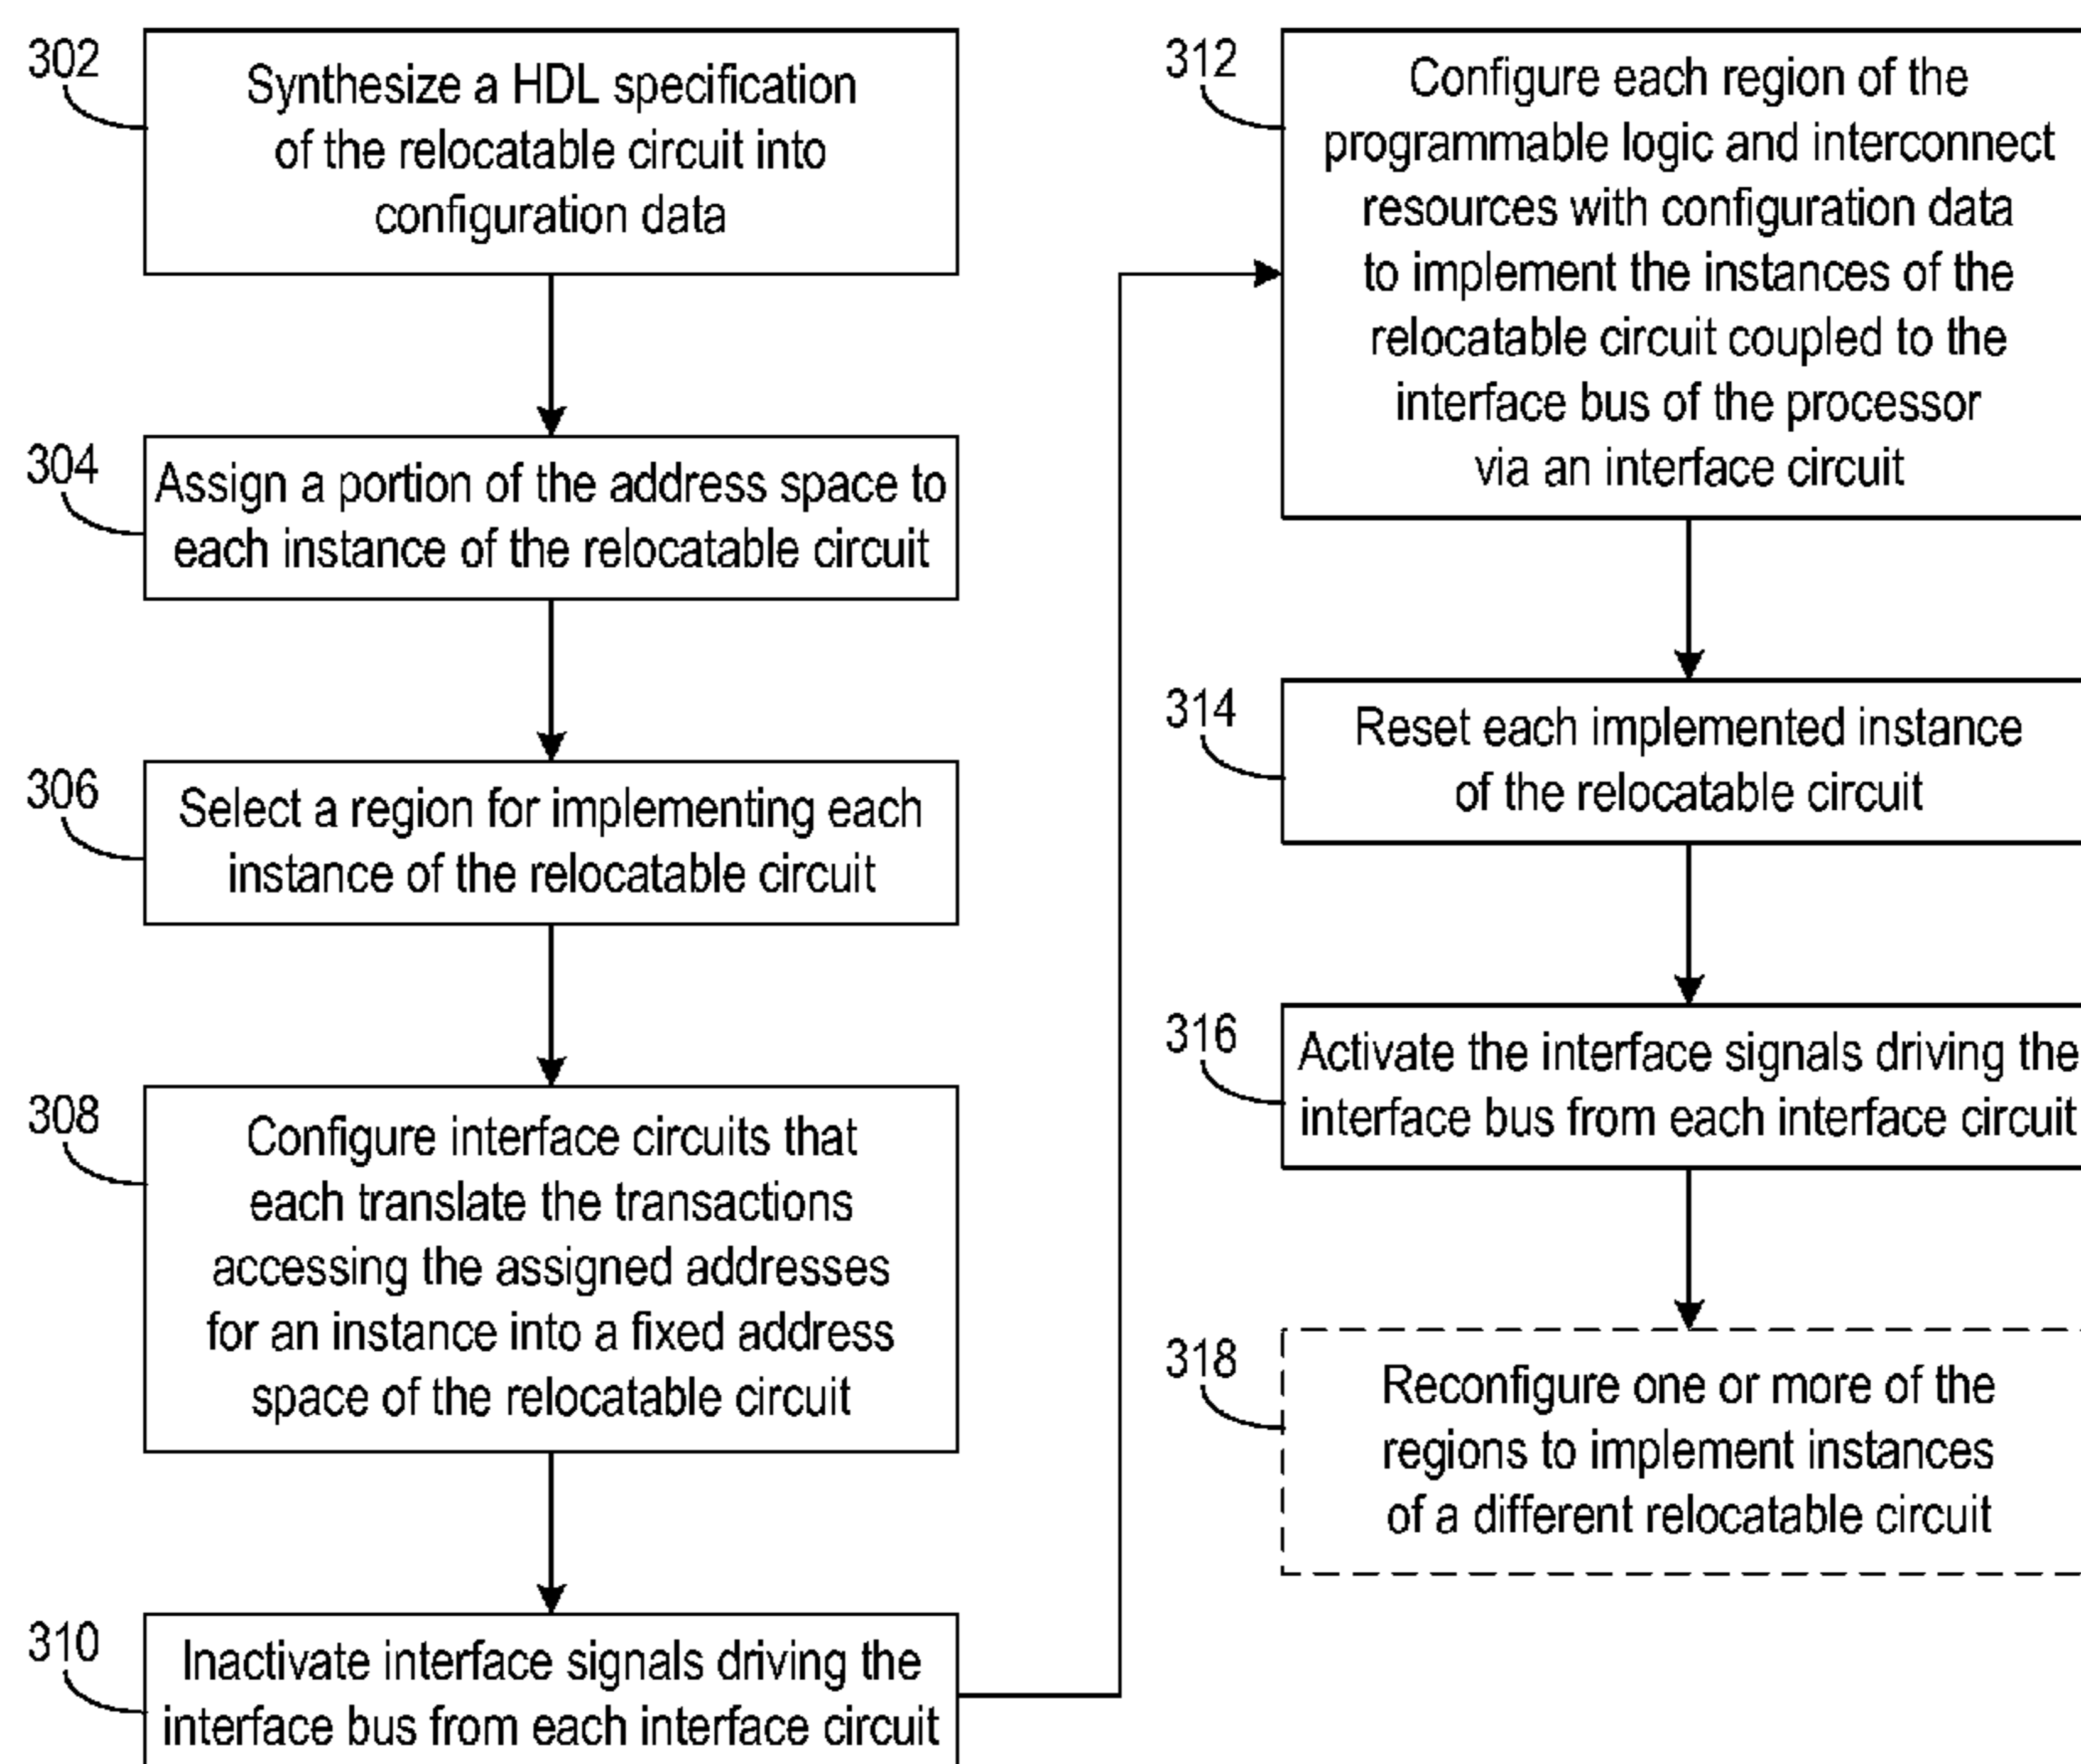 302
Synthesize a HDL specification
of the relocatable circuit into
configuration data
304
Assign a portion of the address space to
each instance of the relocatable circuit
306
Select a region for implementing each
instance of the relocatable circuit
308
Configure interface circuits that
each translate the transactions
accessing the assigned addresses
for an instance into a fixed address
space of the relocatable circuit
310
Inactivate interface signals driving the
interface bus from each interface circuit
312
Configure each region of the
programmable logic and interconnect
resources with configuration data
to implement the instances of the
relocatable circuit coupled to the
interface bus of the processor
via an interface circuit
314
Reset each implemented instance
of the relocatable circuit
316
Activate the interface signals driving the
interface bus from each interface circuit
318
Reconfigure one or more of the
regions to implement instances
of a different relocatable circuit